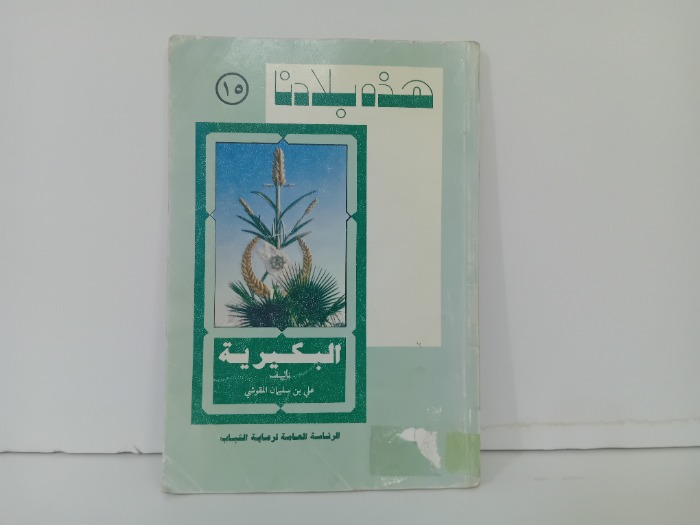 هذه بلادنا
١٥
البكيرية
تأليف
علي بن سليمان المقوشي
الرئاسة العامة لرعاية الشباب